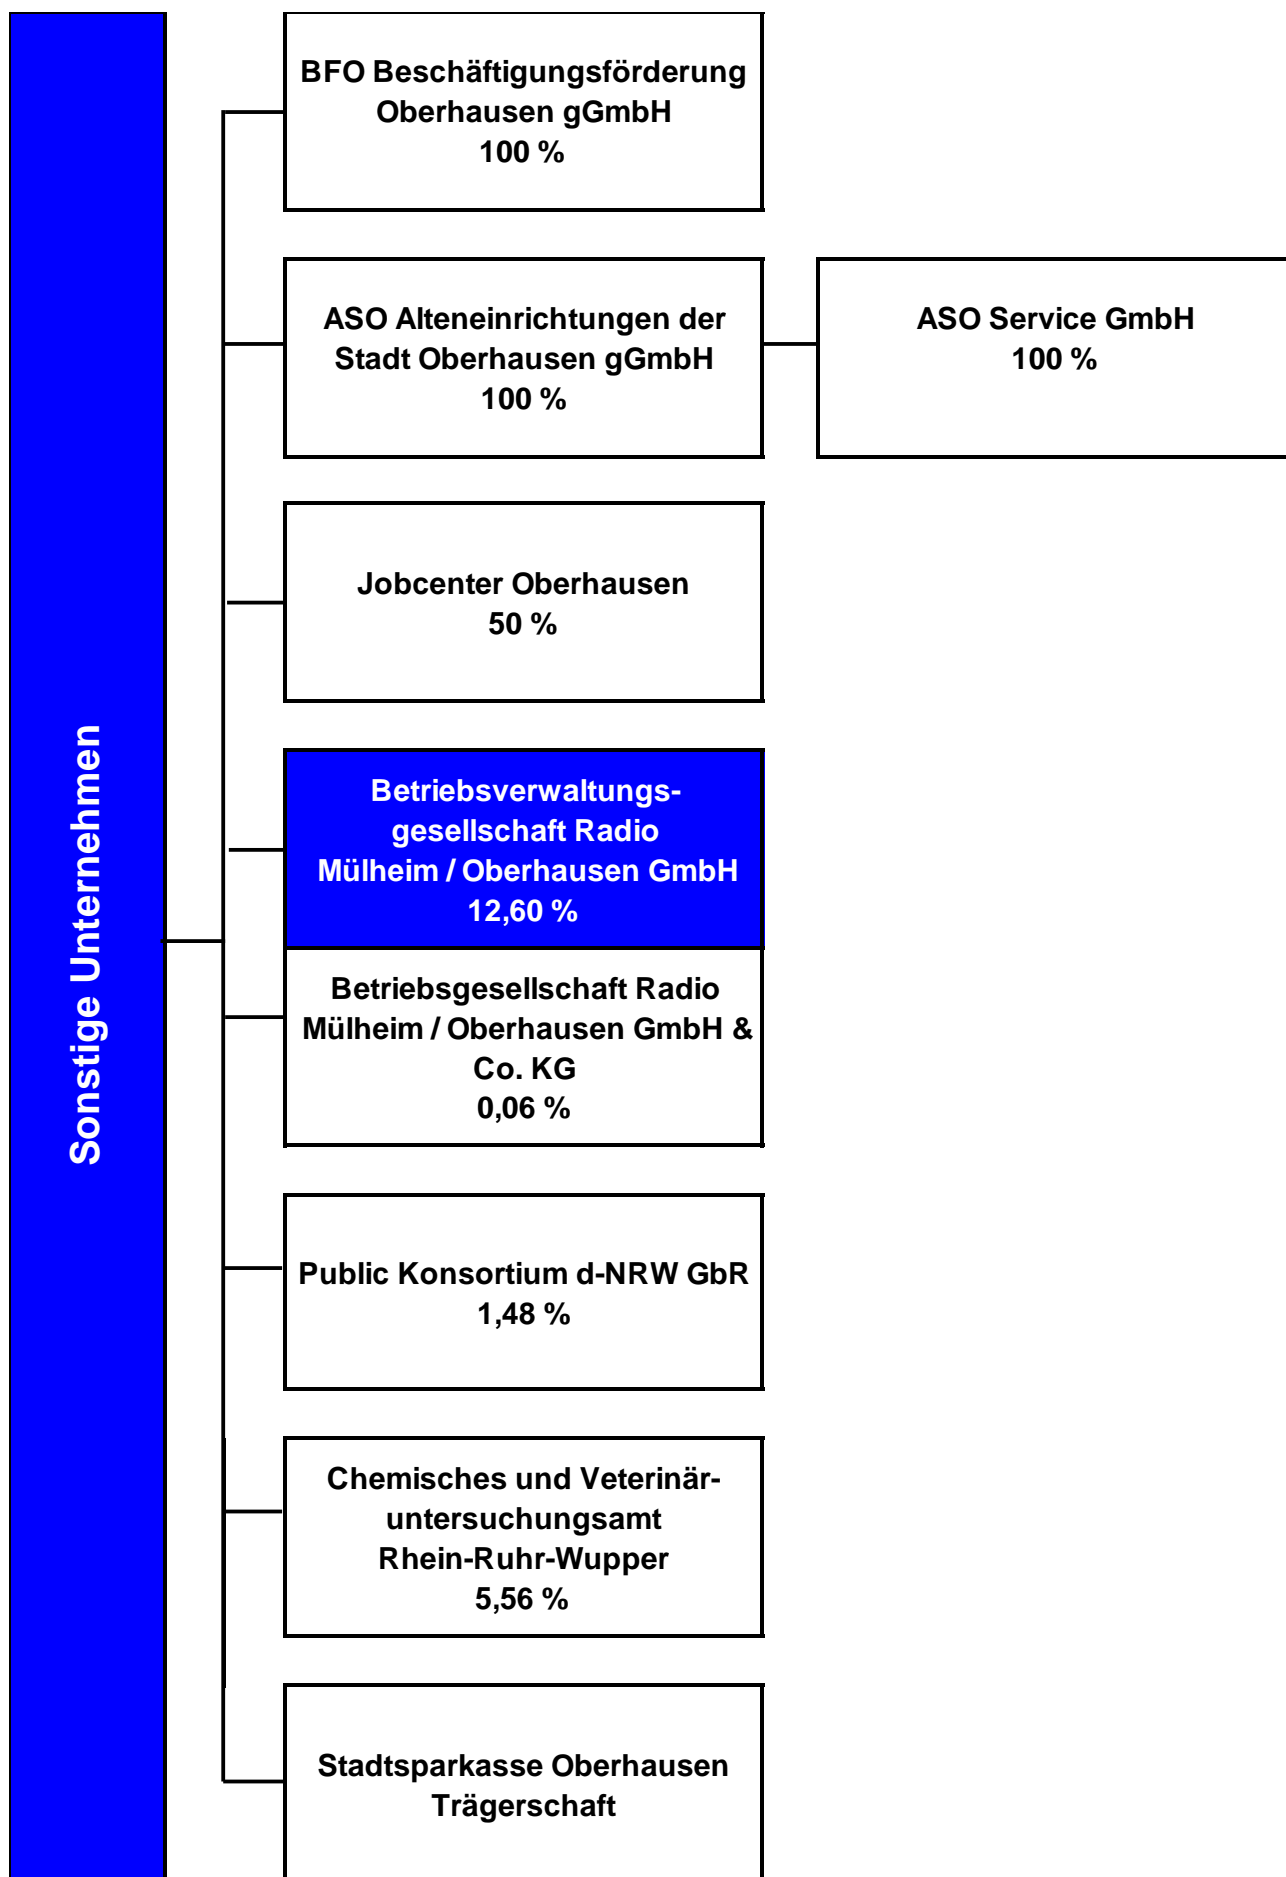 Sonstige Unternehmen
BFO Beschäftigungsförderung
Oberhausen gGmbH
100 %
ASO Alteneinrichtungen der
Stadt Oberhausen gGmbH
100 %
ASO Service GmbH
100 %
Jobcenter Oberhausen
50 %
Betriebsverwaltungs-
gesellschaft Radio
Mülheim / Oberhausen GmbH
12,60 %
Betriebsgesellschaft Radio
Mülheim / Oberhausen GmbH &
Co. KG
0,06 %
Public Konsortium d-NRW GbR
1,48 %
Chemisches und Veterinär-
untersuchungsamt
Rhein-Ruhr-Wupper
5,56 %
Stadtsparkasse Oberhausen
Trägerschaft